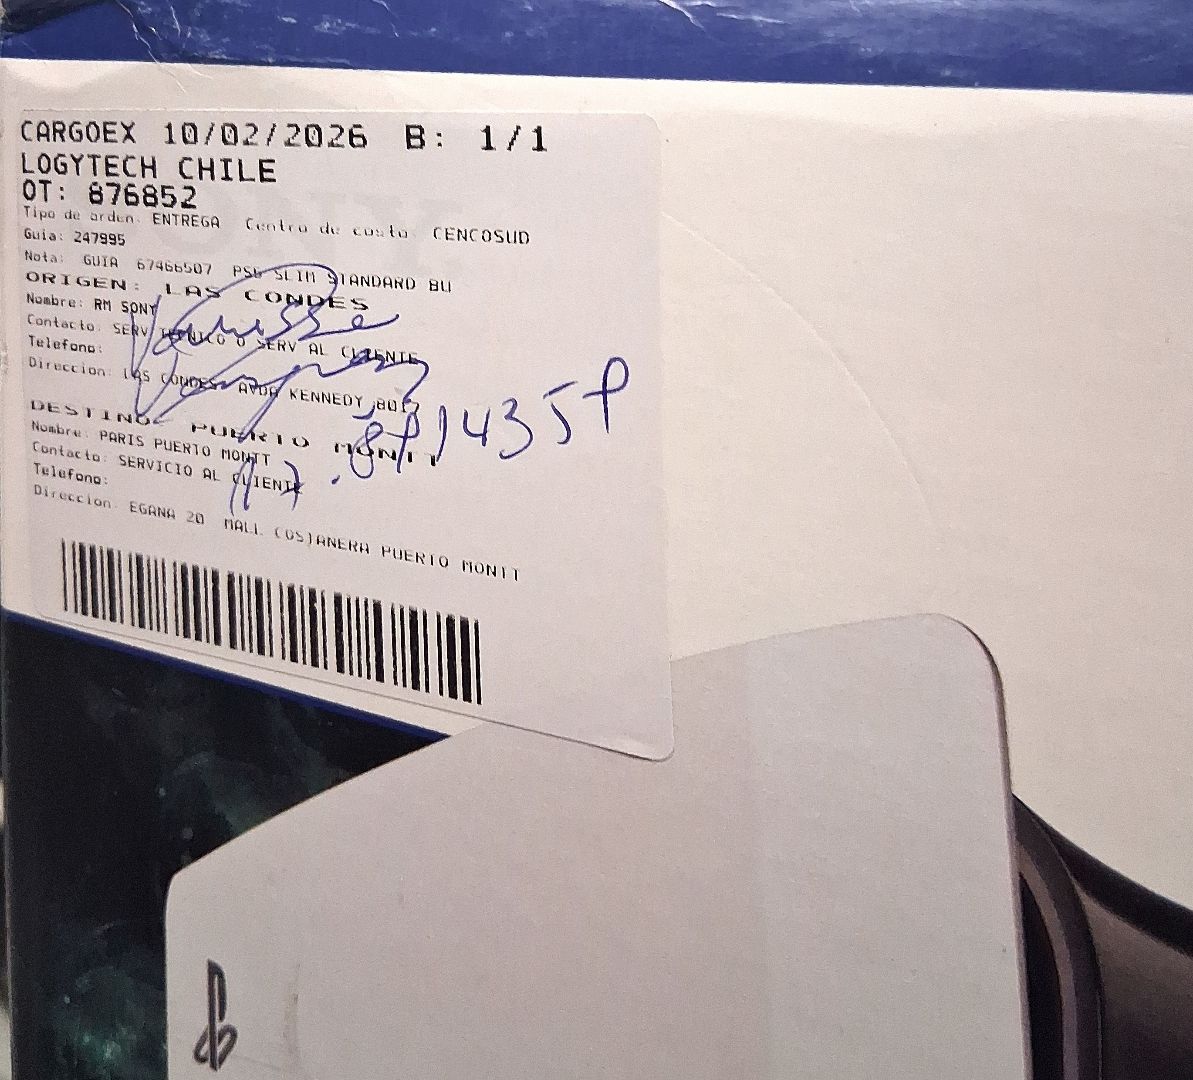 CARGOEX 10/02/2026 B: 1/1
LOGYTECH CHILE
OT: 876852
Tipo de orden: ENTREGA Centro de costo: CENCOSUD
Guia: 247995
Nota: GUIA 67466507 PS5 SLIM STANDARD BU
ORIGEN: LAS CONDES
Nombre: RM SONY
Contacto: SERV TECNICO O SERV AL CLIENTE
Telefono:
Direccion: LAS CONDES AVDA KENNEDY
DESTINO: PUERTO MONTT
Nombre: PARIS PUERTO MONTT
Contacto: SERVICIO AL CLIENTE
Telefono:
Direccion: EGANA 20 MALL COSTANERA PUERTO MONTT